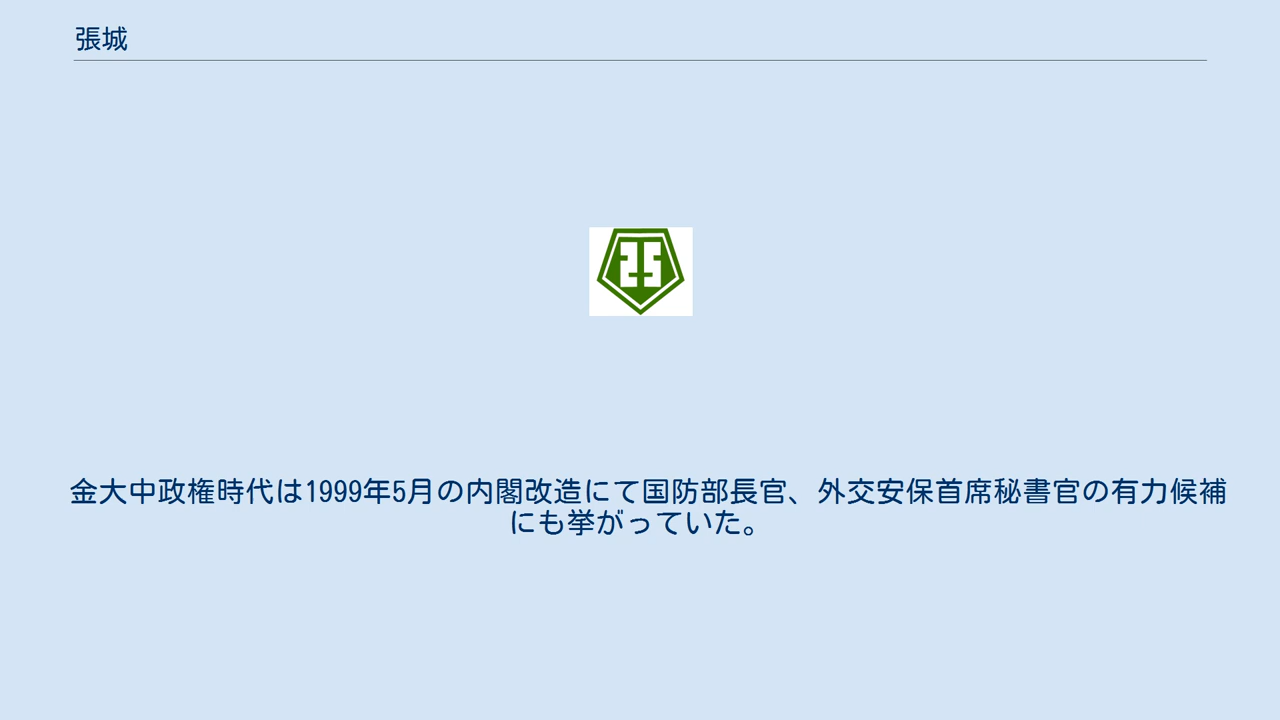 張城
金大中政権時代は1999年5月の内閣改造にて国防部長官、外交安保首席秘書官の有力候補
にも挙がっていた。